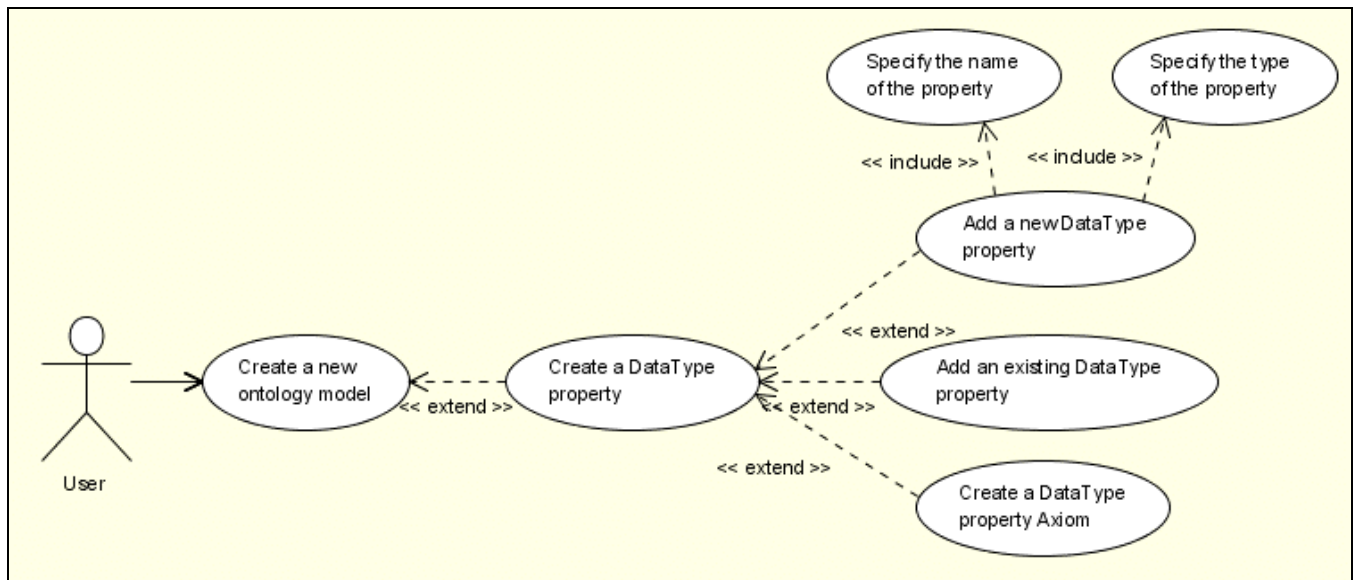 Specify the name
of the property
Specify the type
of the property
<< include >>
<< include >>
Add a new DataType
property
<< extend >>
Create a new
ontology model
Create a DataType
property
Add an existing DataType
property
<< extend >>
<< extend >>
<< extend >>
Create a DataType
property Axiom
User